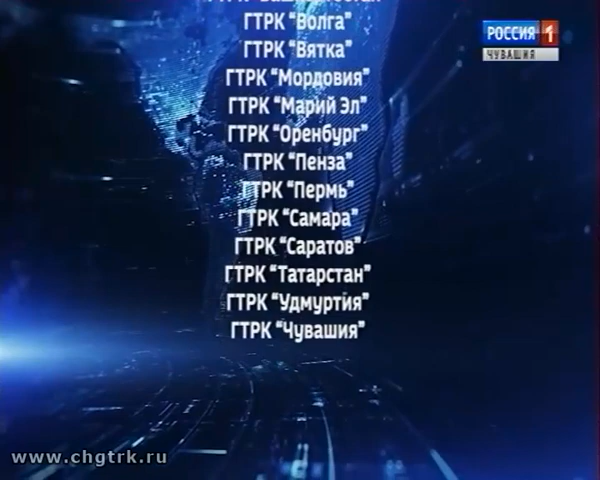 ГТРК “Волга”
ГТРК “Вятка”
ГТРК “Мордовия”
ГТРК “Марий Эл”
ГТРК “Оренбург”
ГТРК “Пенза”
ГТРК “Пермь”
ГТРК “Самара”
ГТРК “Саратов”
ГТРК “Татарстан”
ГТРК “Удмуртия”
ГТРК “Чувашия”
РОССИЯ 1
ЧУВАШИЯ
www.chgtrk.ru